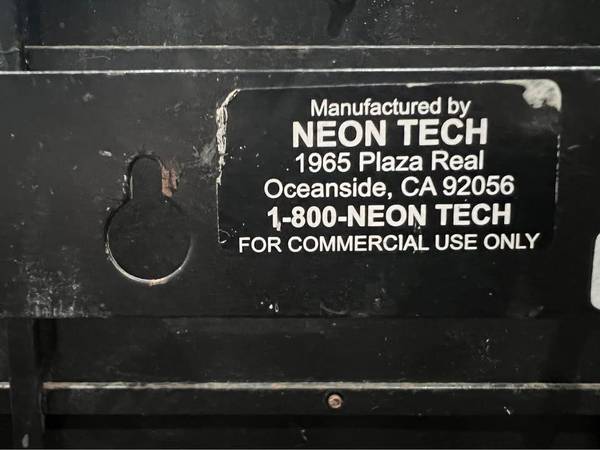 Manufactured by
NEON TECH
1965 Plaza Real
Oceanside, CA 92056
1-800-NEON TECH
FOR COMMERCIAL USE ONLY